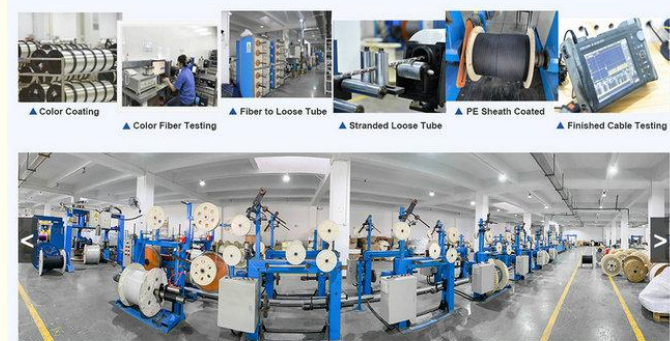 ▲ Color Coating
▲ Color Fiber Testing
▲ Fiber to Loose Tube
▲ Stranded Loose Tube
▲ PE Sheath Coated
▲ Finished Cable Testing